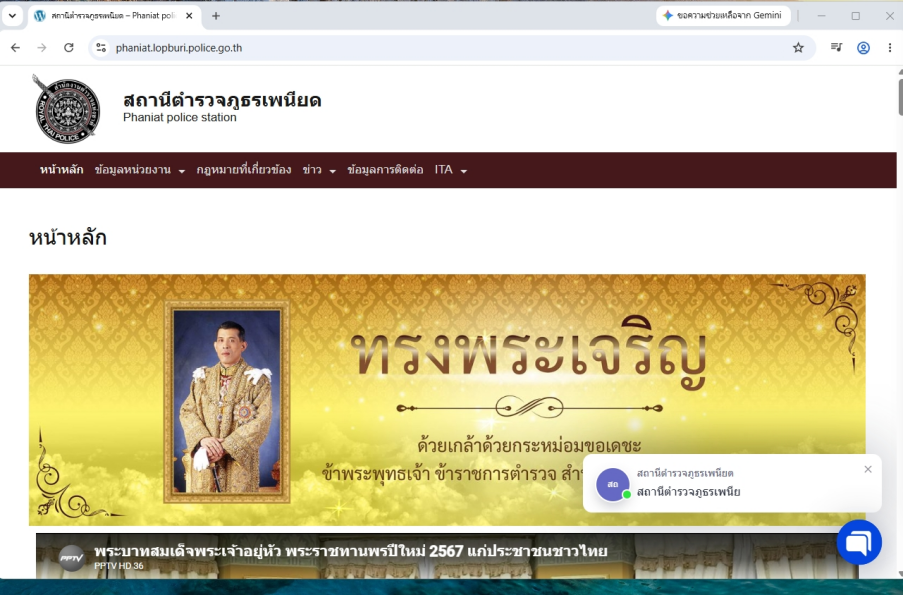 สถานีตำรวจภูธรเพนียด – Phaniat poli
ขอความช่วยเหลือจาก Gemini
phaniat.lopburi.police.go.th
สถานีตำรวจภูธรเพนียด
Phaniat police station
หน้าหลัก ข้อมูลหน่วยงาน กฎหมายที่เกี่ยวข้อง ข่าว ข้อมูลการติดต่อ ITA
หน้าหลัก
ทรงพระเจริญ
ด้วยเกล้าด้วยกระหม่อมขอเดชะ
ข้าพระพุทธเจ้า ข้าราชการตำรวจ
สถานีตำรวจภูธรเพนียด
สด
สถานีตำรวจภูธรเพนีย
พระบาทสมเด็จพระเจ้าอยู่หัว พระราชทานพรปีใหม่ 2567 แก่ประชาชนชาวไทย
PPTV
PPTV HD 36